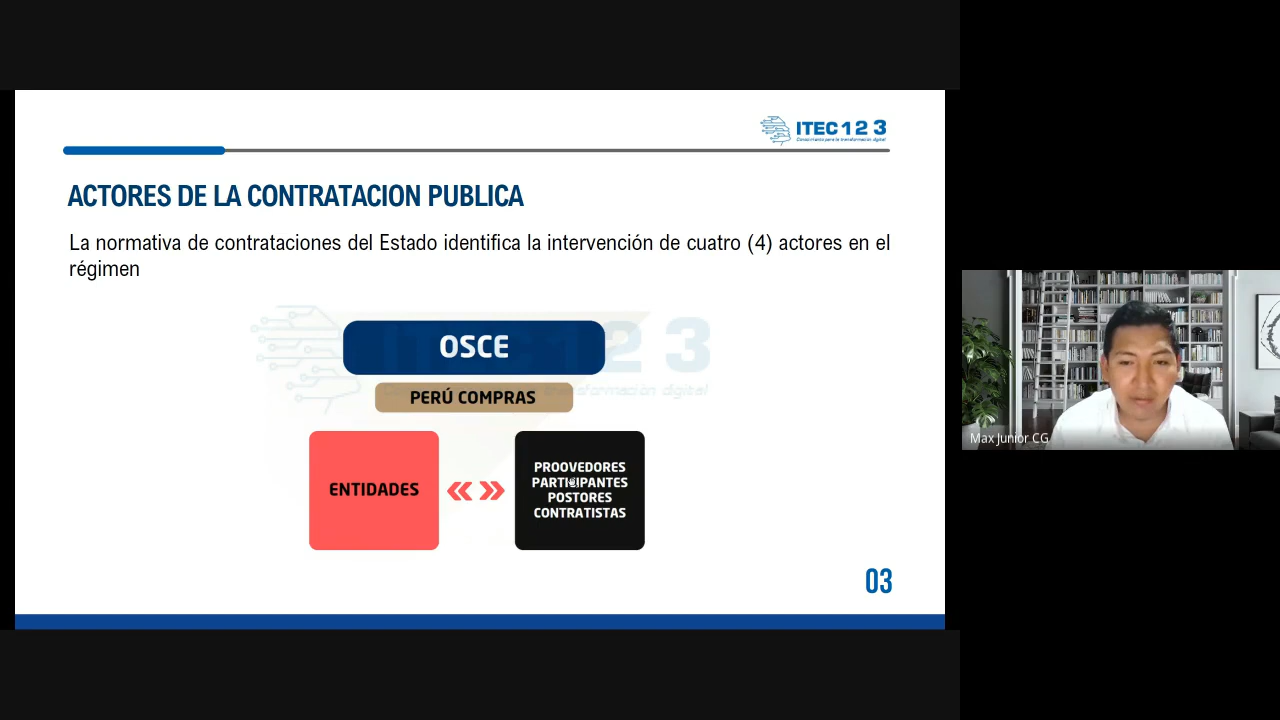 ITEC 1 2 3
ACTORES DE LA CONTRATACION PUBLICA
La normativa de contrataciones del Estado identifica la intervención de cuatro (4) actores en el
régimen
OSCE
PERÚ COMPRAS
ENTIDADES
PROOVEDORES
PARTICIPANTES
POSTORES
CONTRATISTAS
03
Max Junior CG